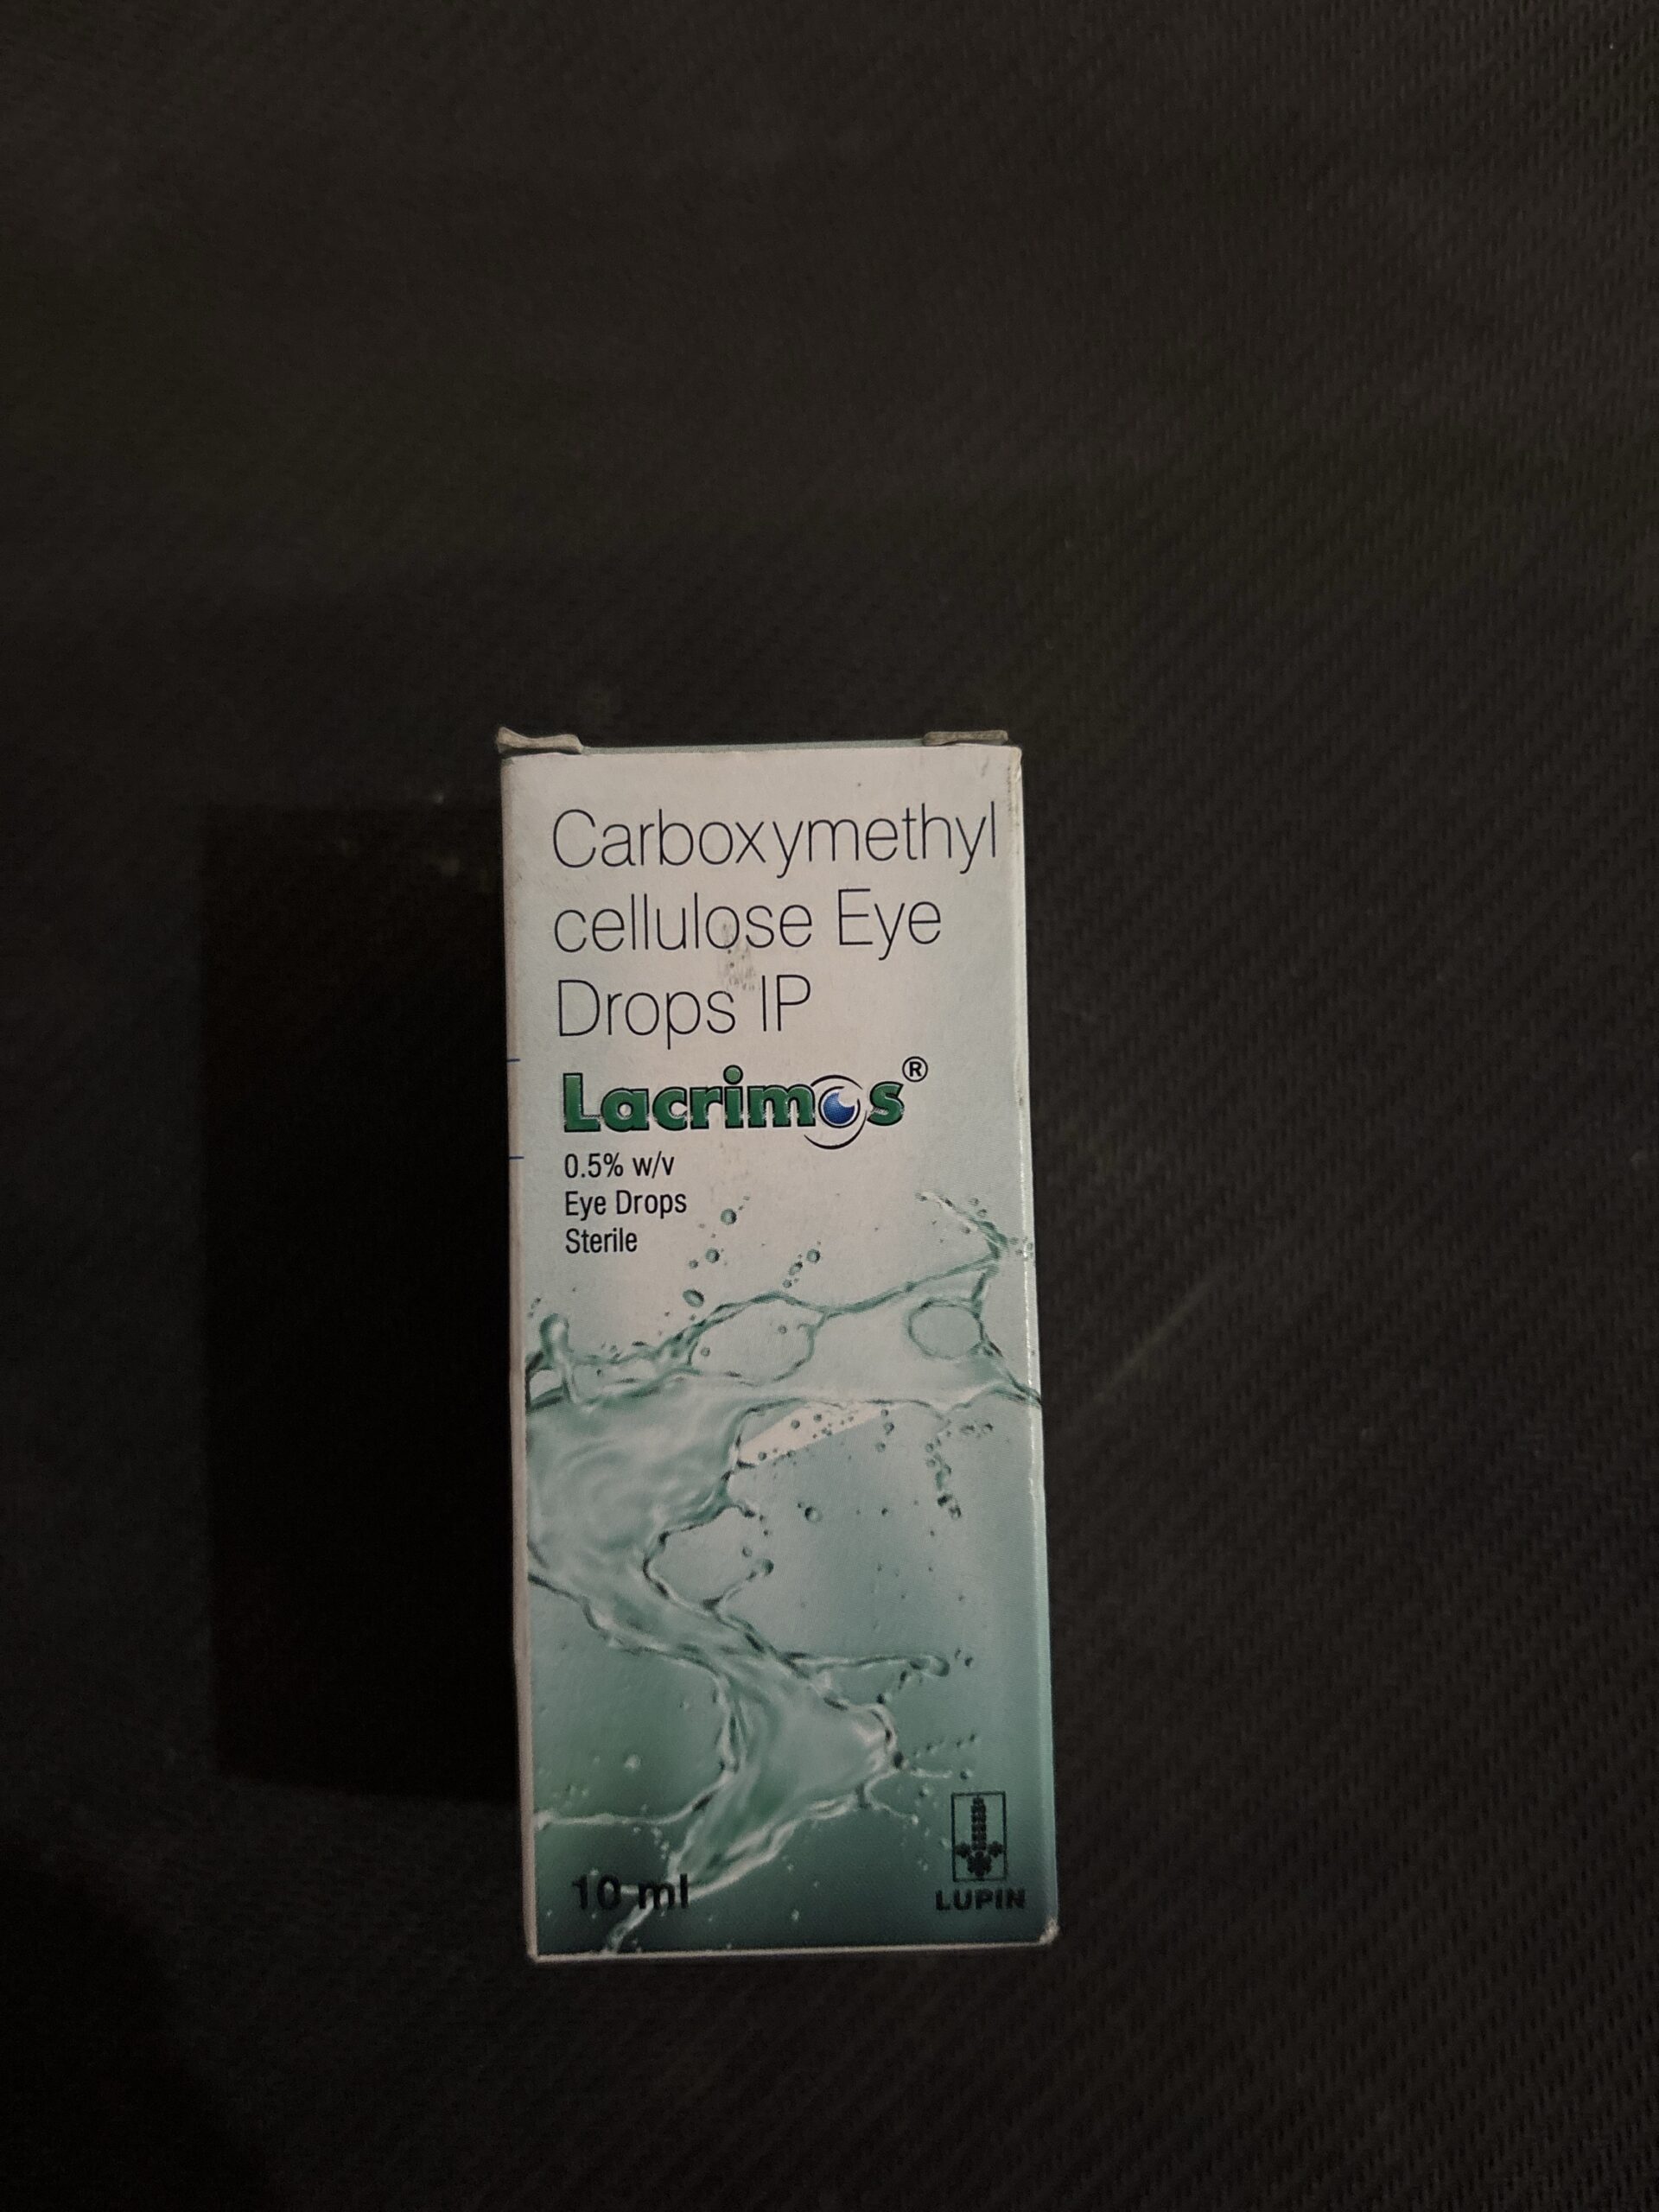 Carboxymethyl
cellulose Eye
Drops IP
Lacrimos®
0.5% w/v
Eye Drops
Sterile
10 ml
LUPIN